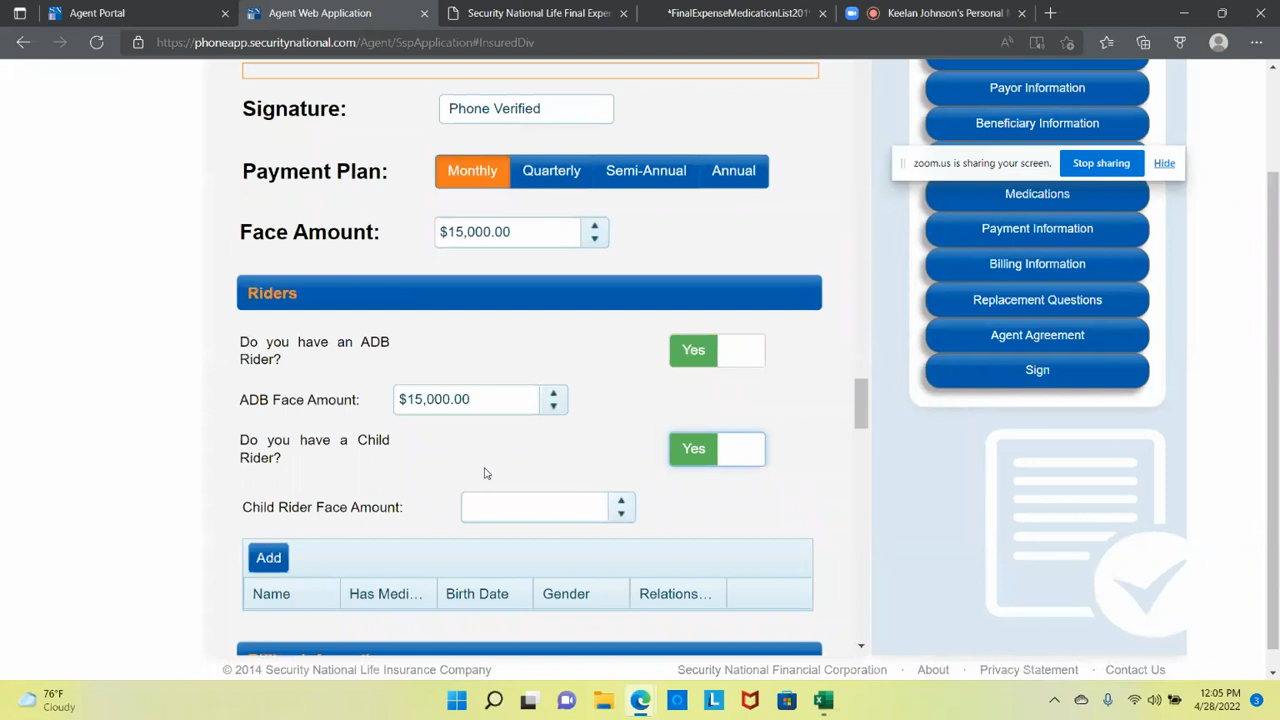 Agent Portal
Agent Web Application
Security National Life Final Expe
*FinalExpenseMedicationList201
Keelan Johnson's Personal
https://phoneapp.securitynational.com/Agent/SspApplication#InsuredDiv
Signature:
Phone Verified
Payment Plan:
Monthly
Quarterly
Semi-Annual
Annual
Face Amount:
$15,000.00
Riders
Do you have an ADB
Rider?
Yes
ADB Face Amount:
$15,000.00
Do you have a Child
Rider?
Yes
Child Rider Face Amount:
Add
Name
Has Medi...
Birth Date
Gender
Relations...
Payor Information
Beneficiary Information
zoom.us is sharing your screen.
Stop sharing
Hide
Medications
Payment Information
Billing Information
Replacement Questions
Agent Agreement
Sign
© 2014 Security National Life Insurance Company
Security National Financial Corporation
· About
· Privacy Statement
· Contact Us
76°F
Cloudy
12:05 PM
4/28/2022
3